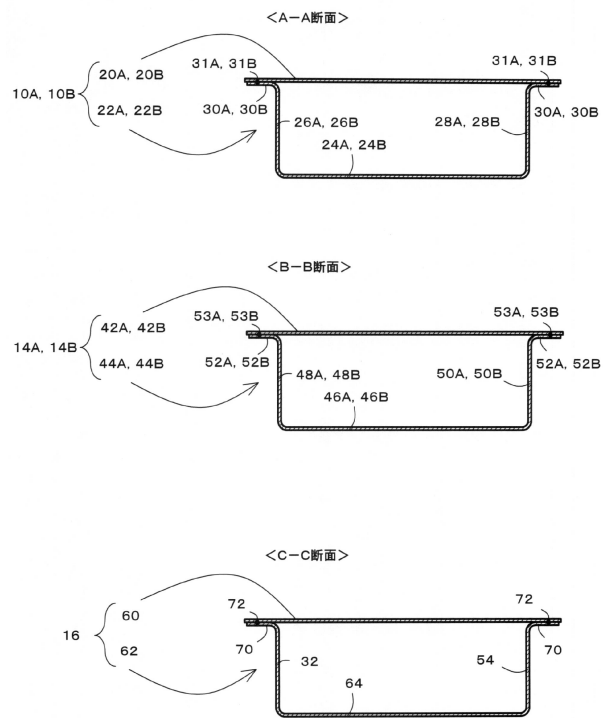 <A-A断面>
31A, 31B
31A, 31B
20A, 20B
10A, 10B
22A, 22B
30A, 30B
30A, 30B
26A, 26B
28A, 28B
24A, 24B
<B-B断面>
53A, 53B
53A, 53B
42A, 42B
14A, 14B
44A, 44B
52A, 52B
52A, 52B
48A, 48B
50A, 50B
46A, 46B
<C-C断面>
72
72
60
16
62
70
70
32
54
64